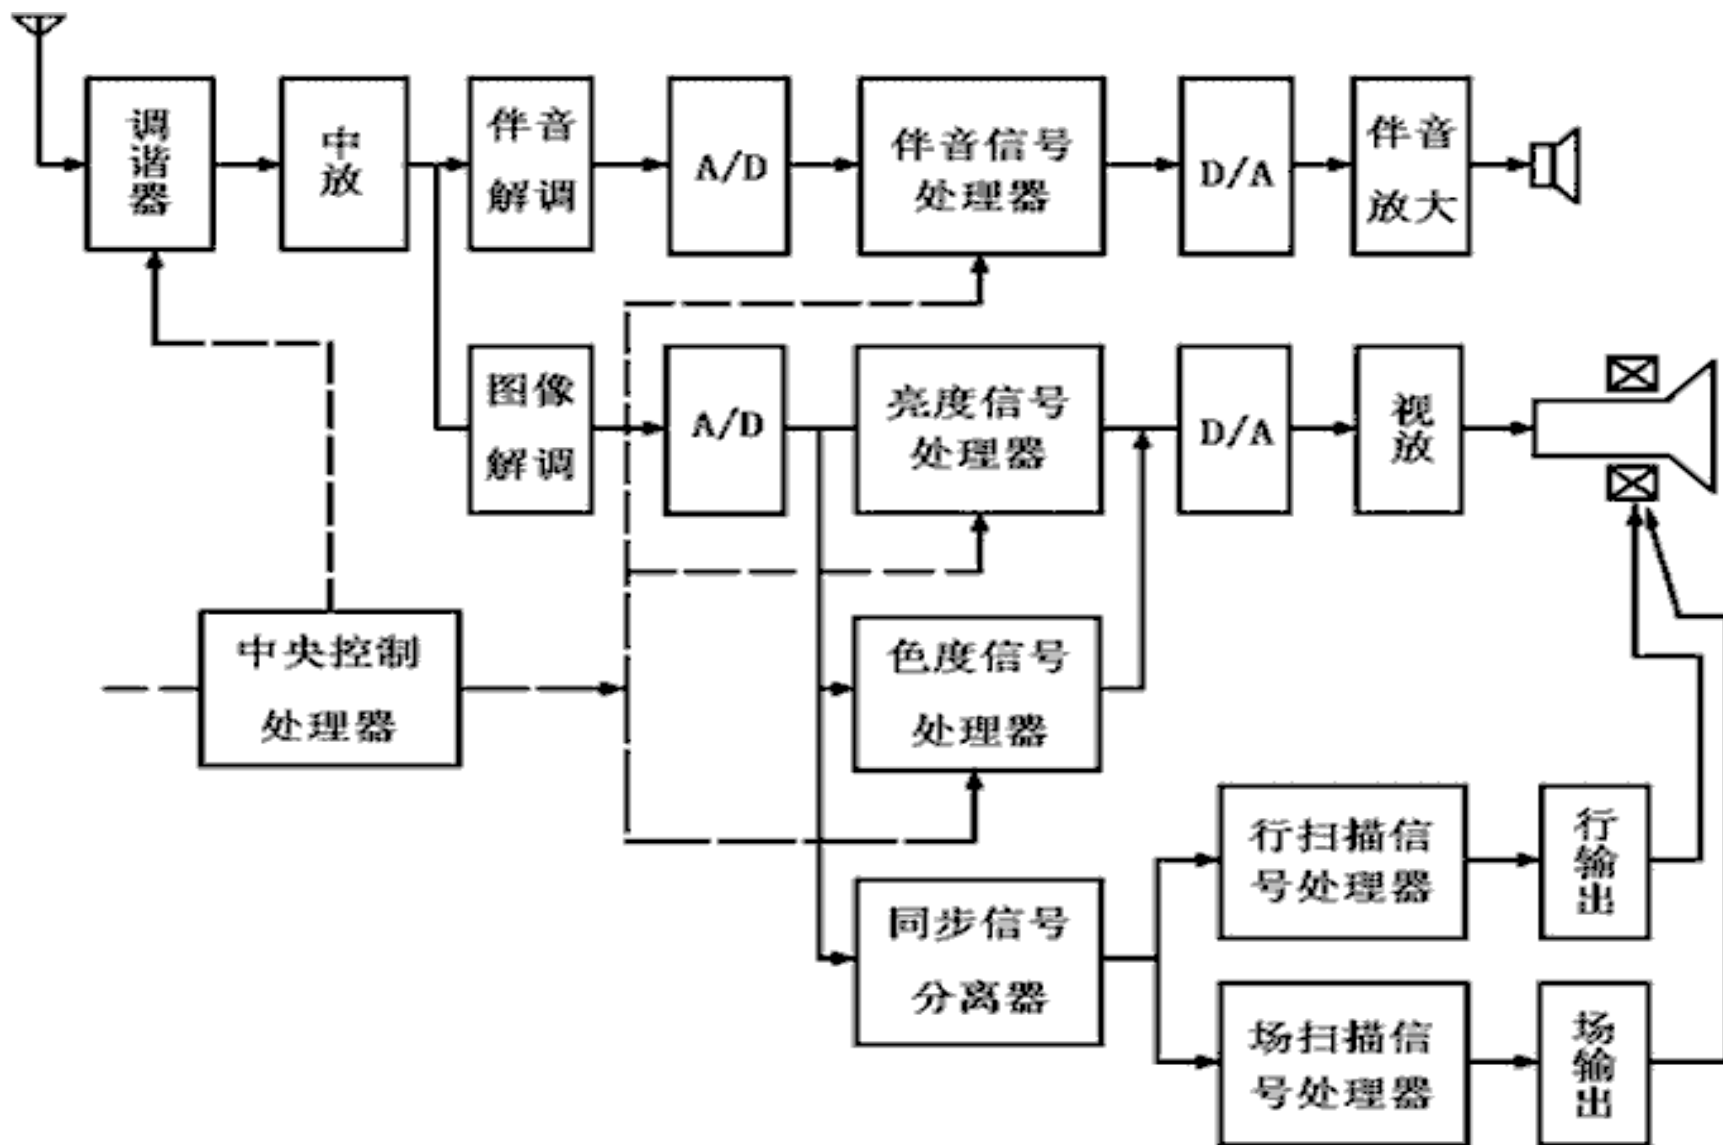 调
谐
器
中
放
伴音
解调
A/D
伴音信号
处理器
D/A
伴音
放大
图像
解调
A/D
亮度信号
处理器
D/A
视
放
中央控制
处理器
色度信号
处理器
同步信号
分离器
行扫描信
号处理器
行
输
出
场扫描信
号处理器
场
输
出